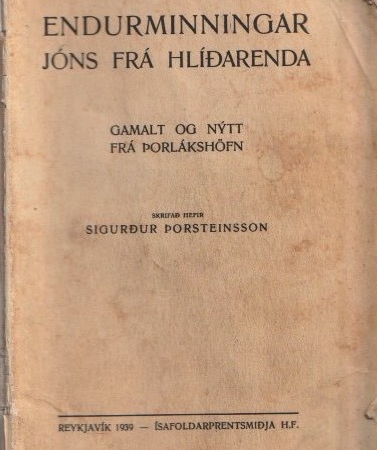 ENDURMINNINGAR
JÓNS FRÁ HLÍÐARENDA
GAMALT OG NÝTT
FRÁ ÞORLÁKSHÖFN
SKRIFAÐ HEFIR
SIGURÐUR ÞORSTEINSSON
REYKJAVÍK 1939 — ÍSAFOLDARPRENTSMIÐJA H.F.